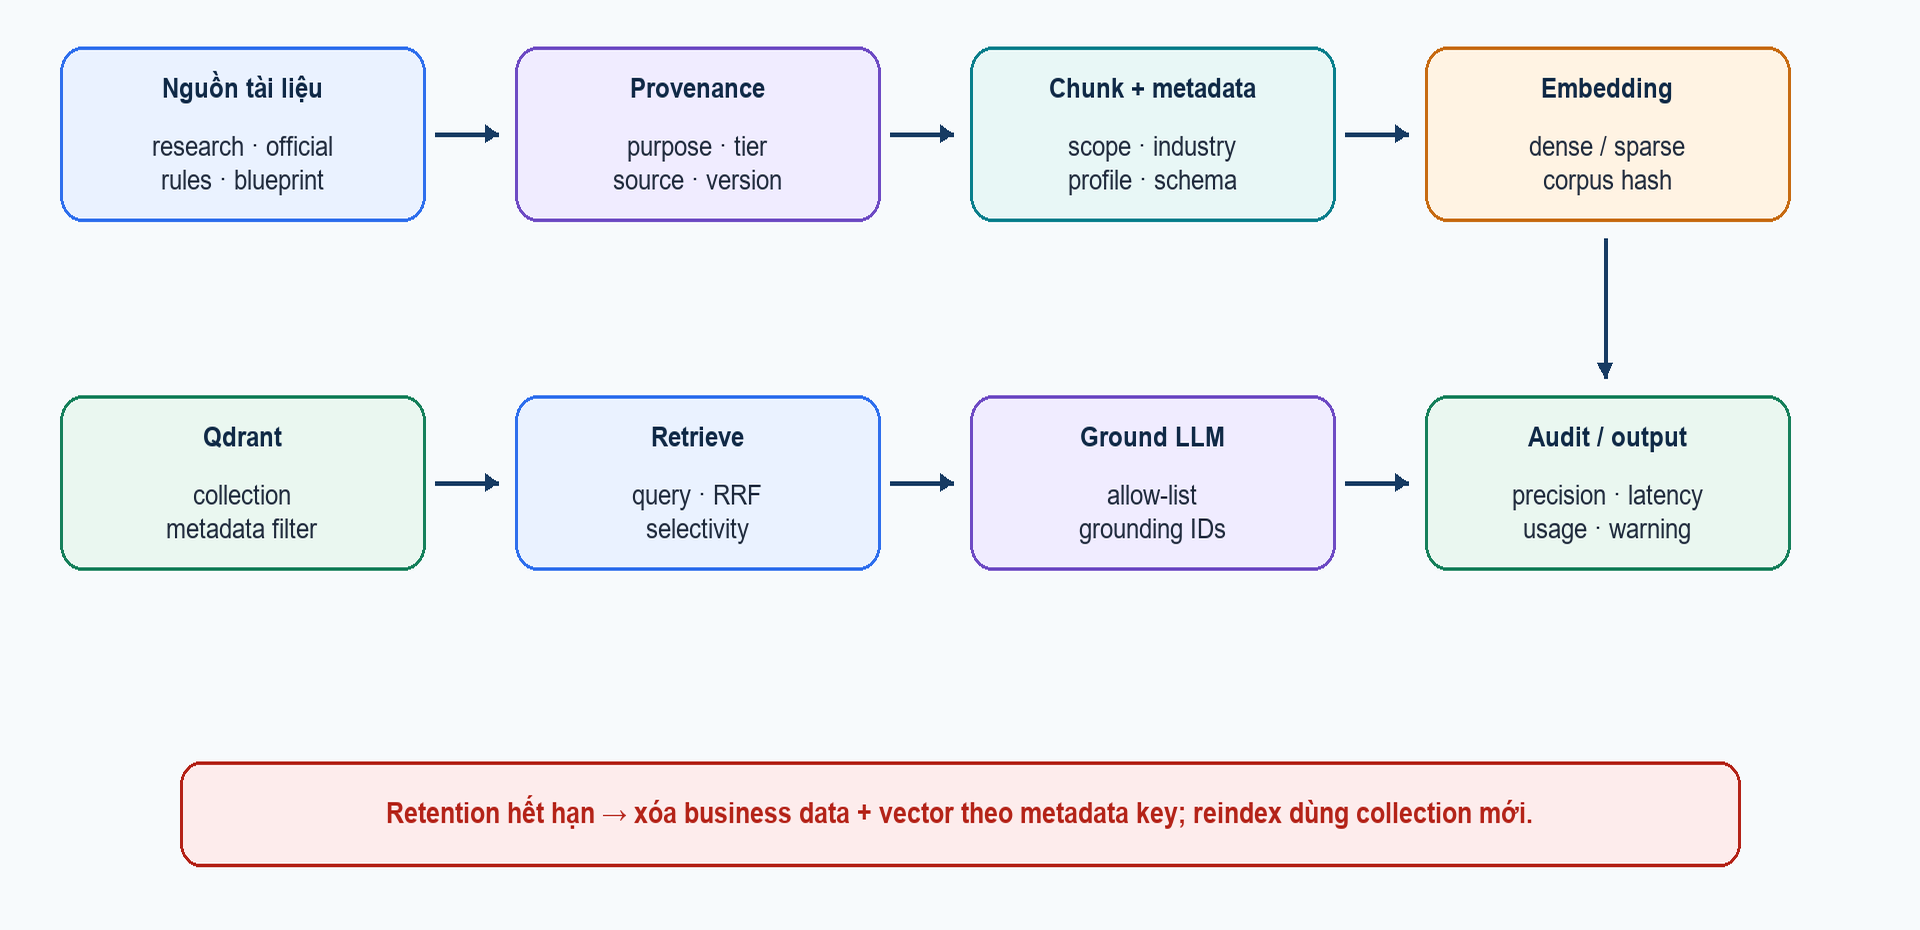 Nguồn tài liệu
research · official
rules · blueprint
Provenance
purpose · tier
source · version
Chunk + metadata
scope · industry
profile · schema
Embedding
dense / sparse
corpus hash
Qdrant
collection
metadata filter
Retrieve
query · RRF
selectivity
Ground LLM
allow-list
grounding IDs
Audit / output
precision · latency
usage · warning
Retention hết hạn → xóa business data + vector theo metadata key; reindex dùng collection mới.